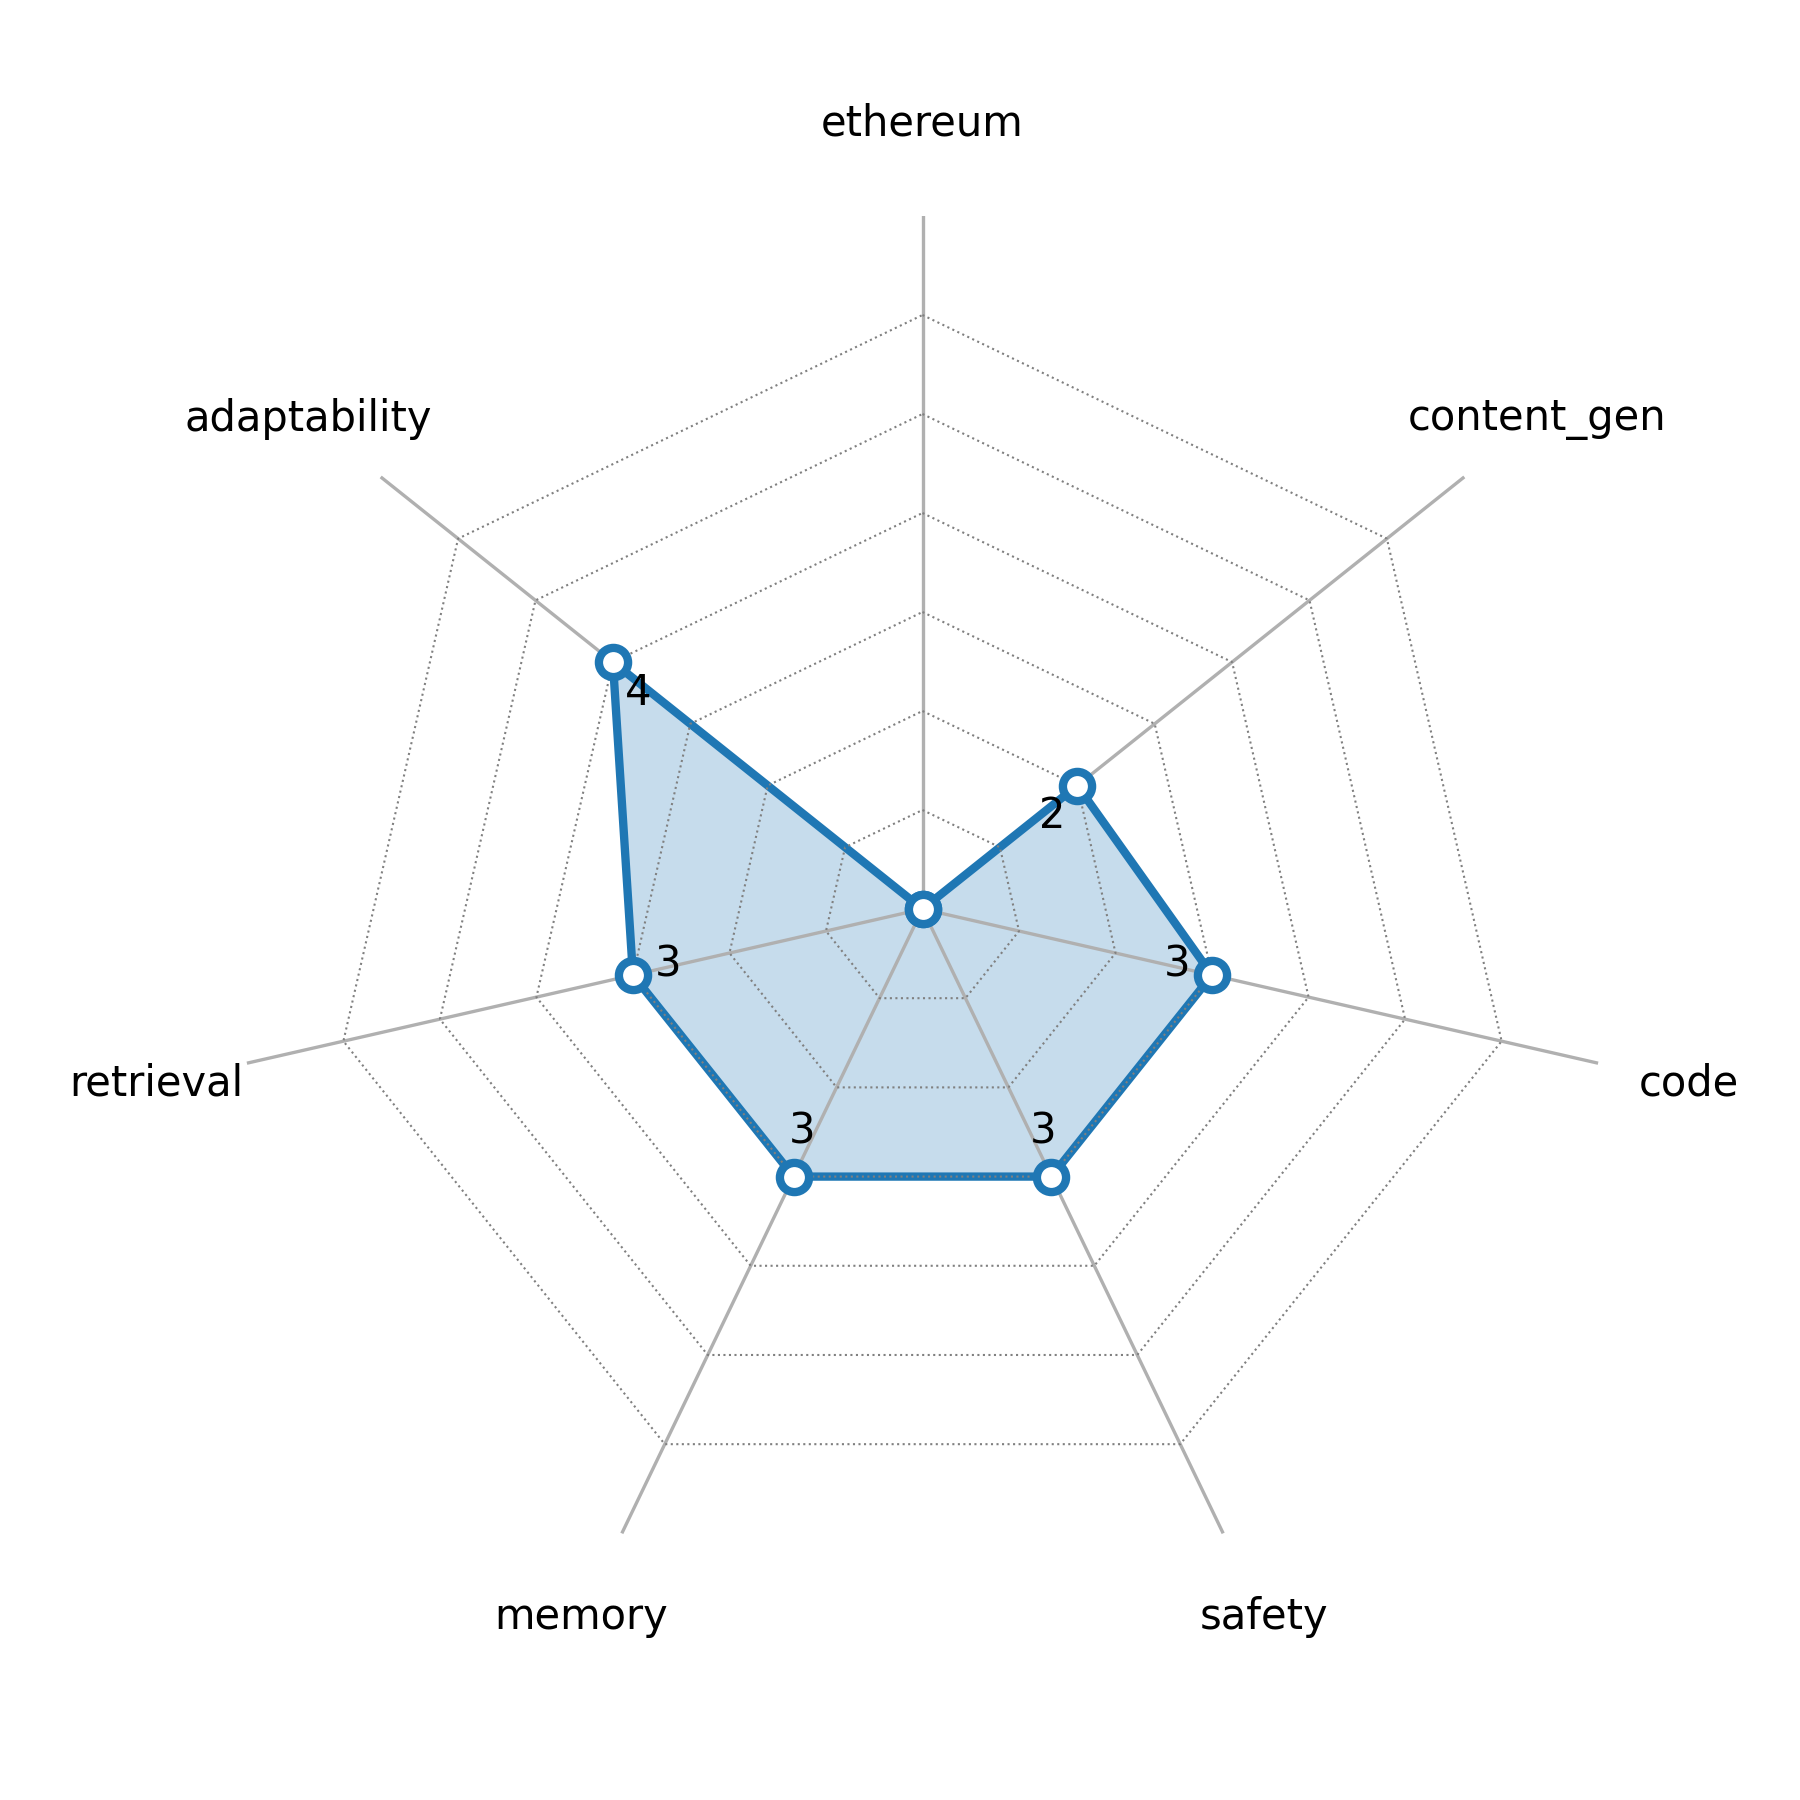 ethereum
adaptability
content_gen
4
2
3
3
retrieval
code
3
3
memory
safety